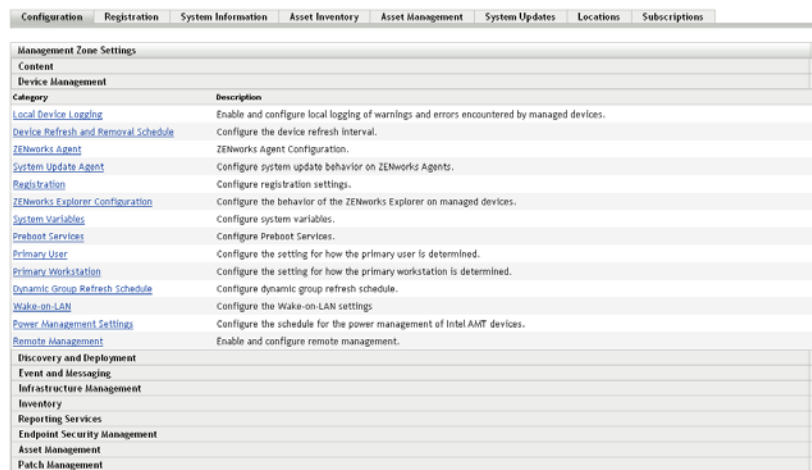 Configuration Registration System Information Asset Inventory Asset Management System Updates Locations Subscriptions
Management Zone Settings
Content
Device Management
Category Description
Local Device Logging Enable and configure local logging of warnings and errors encountered by managed devices.
Device Refresh and Removal Schedule Configure the device refresh interval.
ZENworks Agent ZENworks Agent Configuration.
System Update Agent Configure system update behavior on ZENworks Agents.
Registration Configure registration settings.
ZENworks Explorer Configuration Configure the behavior of the ZENworks Explorer on managed devices.
System Variables Configure system variables.
Preboot Services Configure Preboot Services.
Primary User Configure the setting for how the primary user is determined.
Primary Workstation Configure the setting for how the primary workstation is determined.
Dynamic Group Refresh Schedule Configure dynamic group refresh schedule.
Wake-on-LAN Configure the Wake-on-LAN settings
Power Management Settings Configure the schedule for the power management of Intel AMT devices.
Remote Management Enable and configure remote management.
Discovery and Deployment
Event and Messaging
Infrastructure Management
Inventory
Reporting Services
Endpoint Security Management
Asset Management
Patch Management